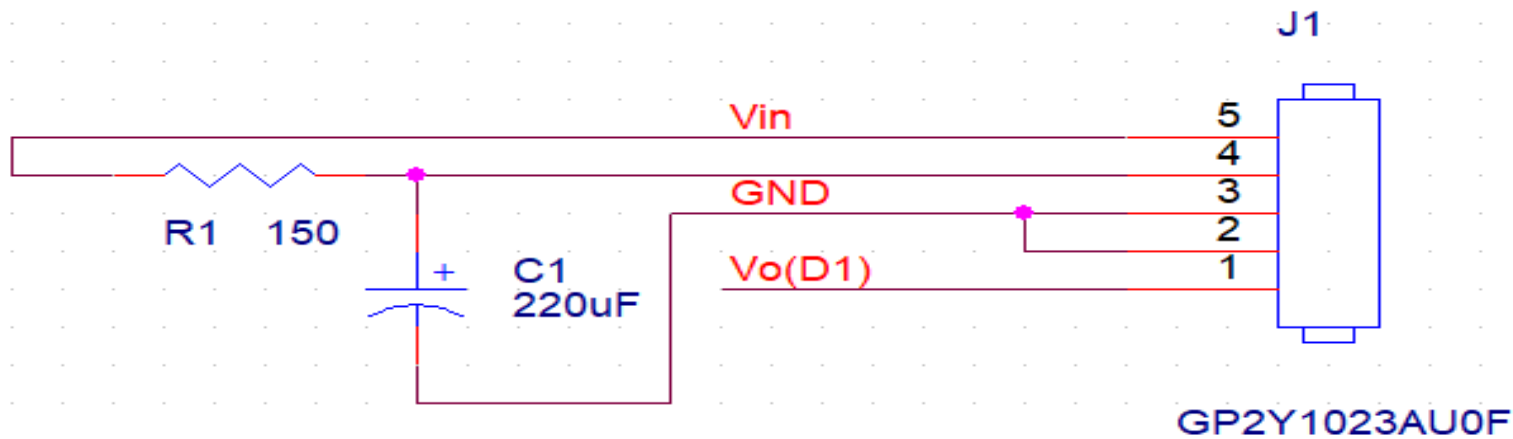 J1
Vin
5
4
GND
3
R1 150
2
Vo(D1)
1
+
C1
220uF
GP2Y1023AU0F